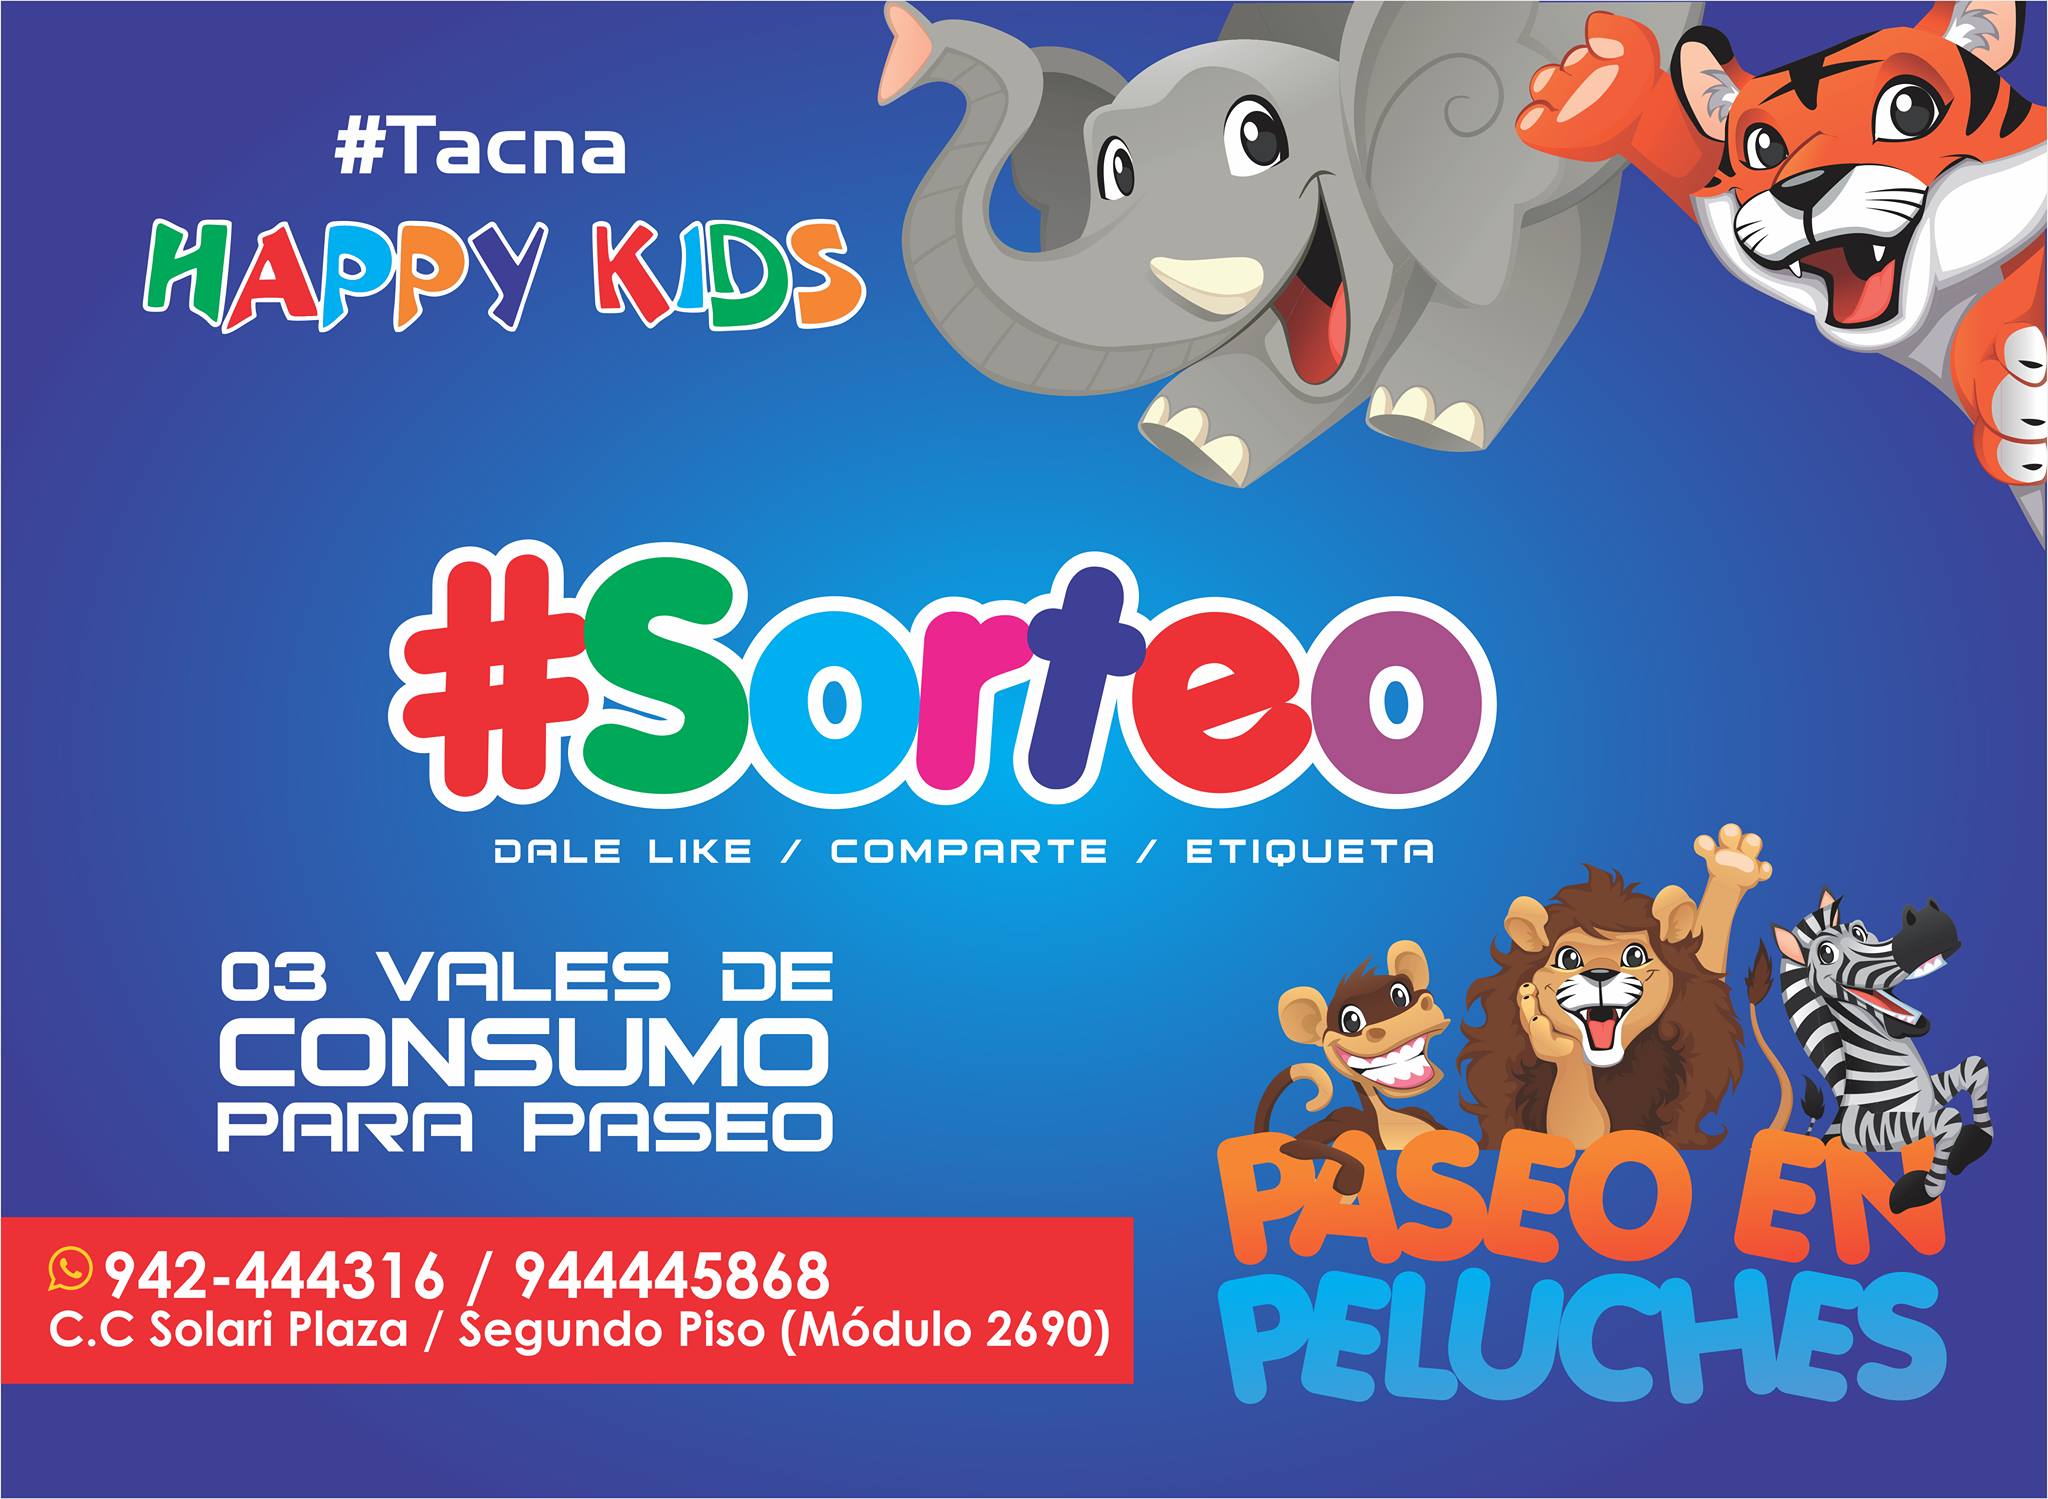 #Tacna
HAPPY KIDS
#Sorteo
DALE LIKE / COMPARTE / ETIQUETA
03 VALES DE
CONSUMO
PARA PASEO
942-444316 / 944445868
C.C Solari Plaza / Segundo Piso (Módulo 2690)
PASEO EN
PELUCHES